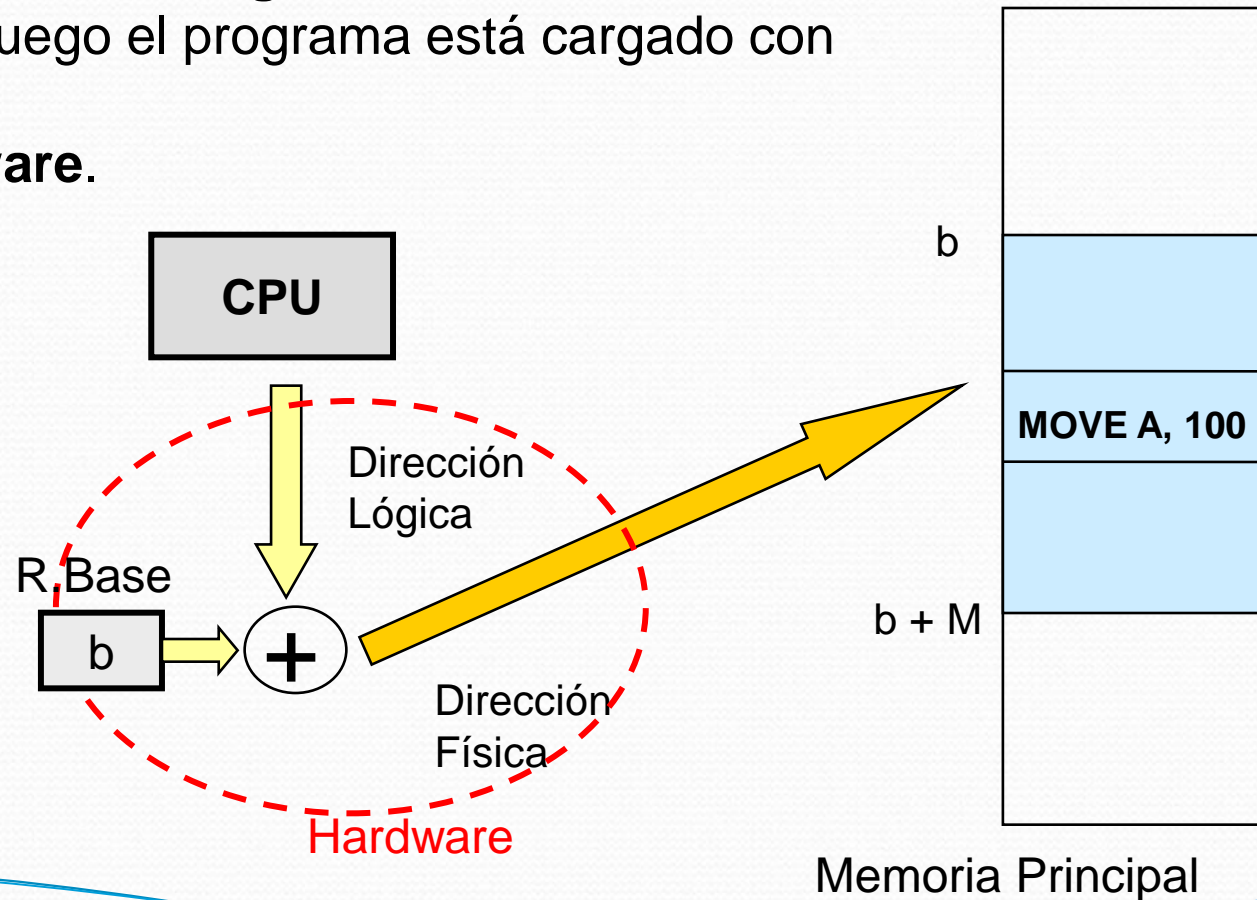 uego el programa está cargado con
are.
CPU
Dirección
Lógica
R.Base
b
+
Dirección
Física
Hardware
b
MOVE A, 100
b + M
Memoria Principal